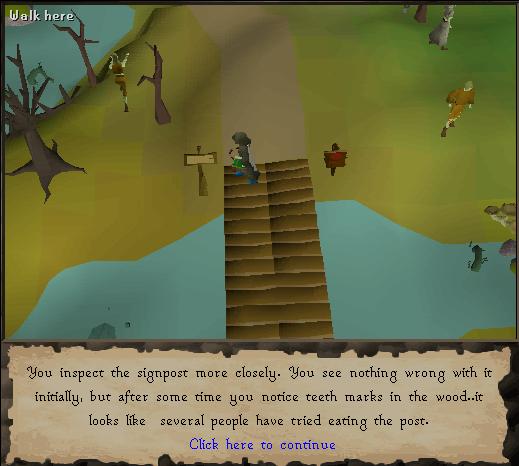 Walk here
You inspect the signpost more closely. You see nothing wrong with it
initially, but after some time you notice teeth marks in the wood..it
looks like several people have tried eating the post.
Click here to continue